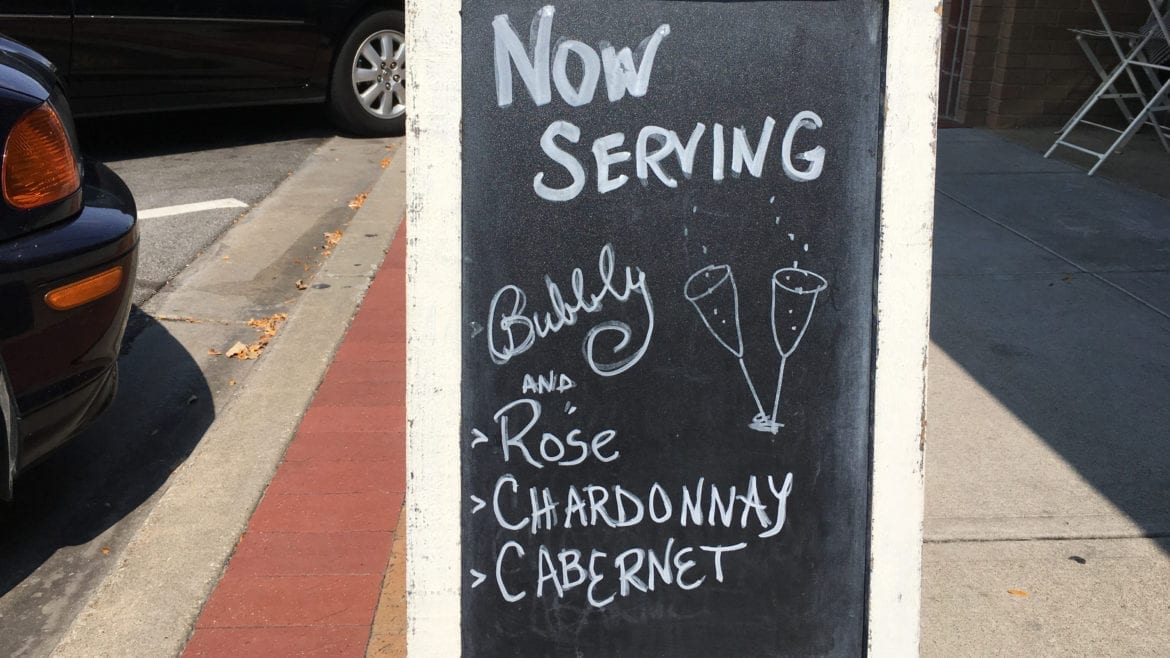 Now
SERVING
Bubbly
AND
> Rosé
> CHARDONNAY
> CABERNET